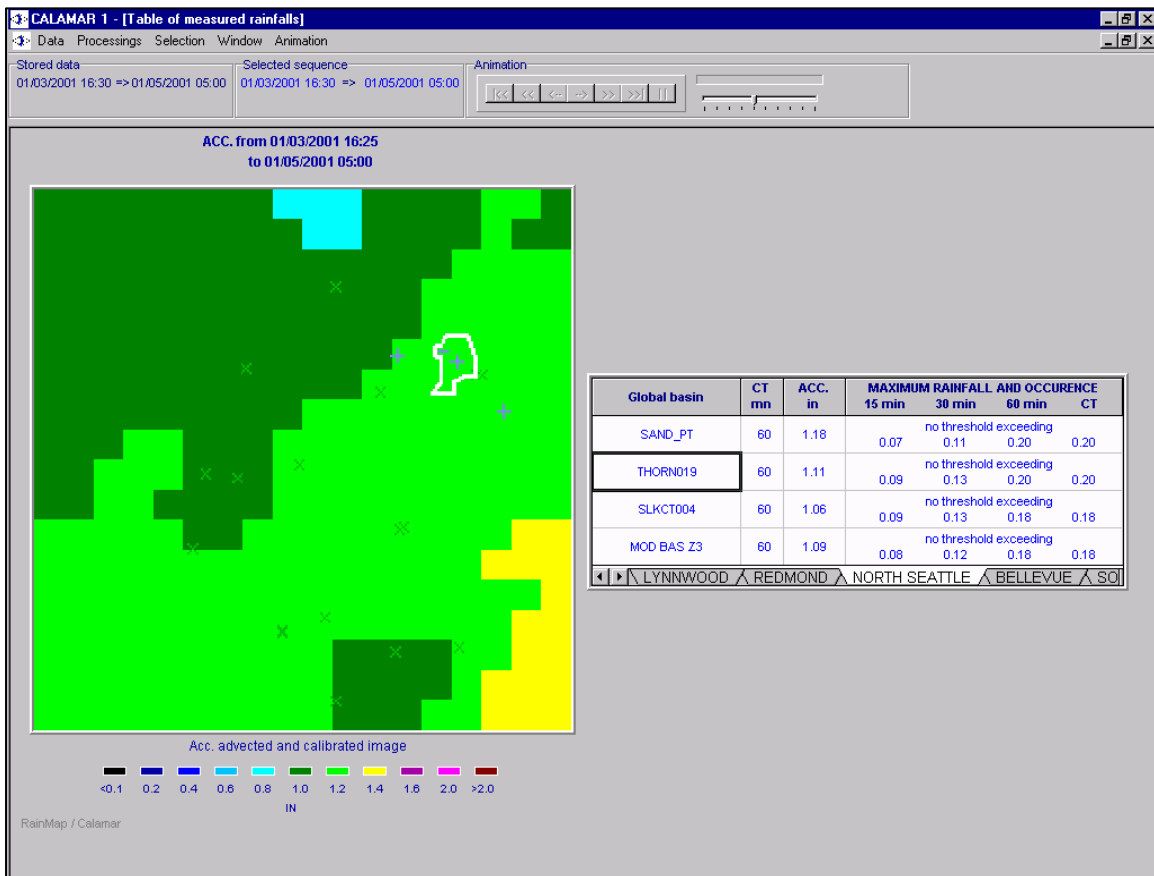 CALAMAR 1 - [Table of measured rainfalls]
Data Processings Selection Window Animation
Stored data
01/03/2001 16:30 =>01/05/2001 05:00
Selected sequence
01/03/2001 16:30 => 01/05/2001 05:00
Animation
|<< << <-- --> >> >>| ||
ACC. from 01/03/2001 16:25
to 01/05/2001 05:00
Acc. advected and calibrated image
<0.1 0.2 0.4 0.6 0.8 1.0 1.2 1.4 1.6 2.0 >2.0
IN
RainMap / Calamar
Global basin CT mn ACC. in MAXIMUM RAINFALL AND OCCURENCE
15 min 30 min 60 min CT
SAND_PT 60 1.18 no threshold exceeding
0.07 0.11 0.20 0.20
THORN019 60 1.11 no threshold exceeding
0.09 0.13 0.20 0.20
SLKCT004 60 1.06 no threshold exceeding
0.09 0.13 0.18 0.18
MOD BAS Z3 60 1.09 no threshold exceeding
0.08 0.12 0.18 0.18
LYNNWOOD REDMOND NORTH SEATTLE BELLEVUE SO